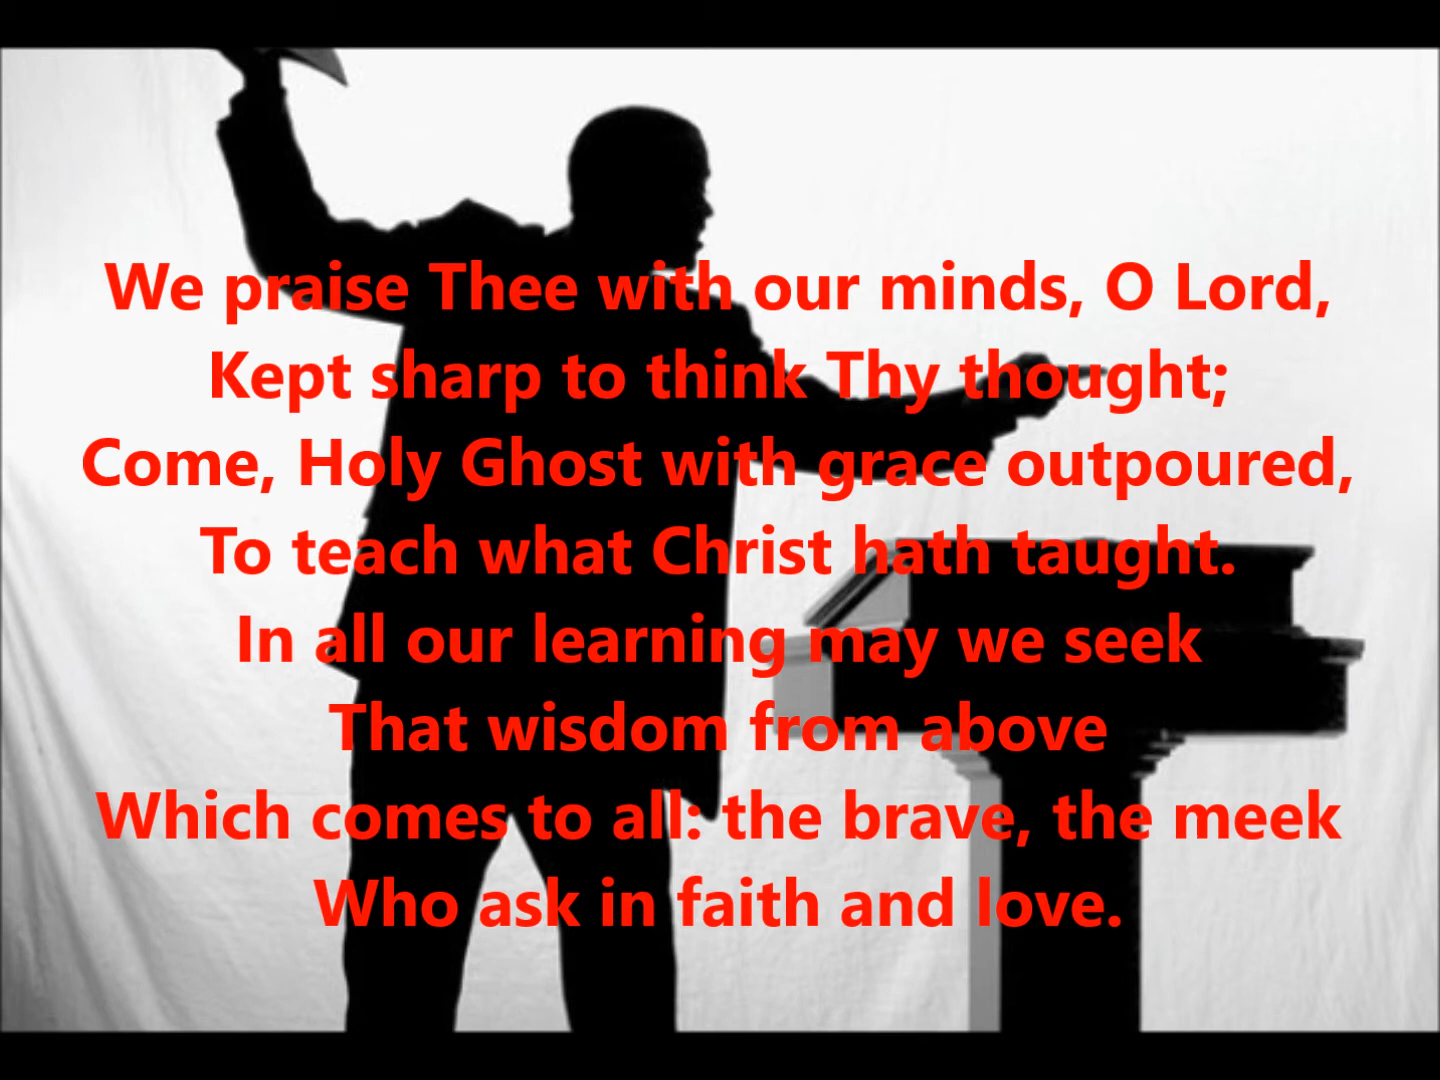 We praise Thee with our minds, O Lord,
Kept sharp to think Thy thought;
Come, Holy Ghost with grace outpoured,
To teach what Christ hath taught.
In all our learning may we seek
That wisdom from above
Which comes to all: the brave, the meek
Who ask in faith and love.